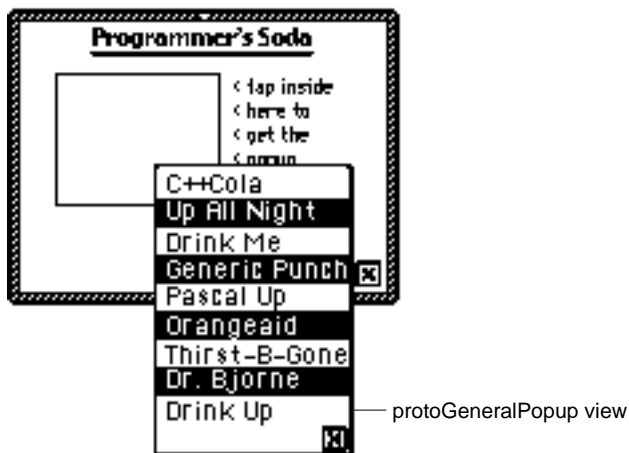 Programmer's Soda
< tap inside
< here to
< get the
< popup
C++Cola
Up All Night
Drink Me
Generic Punch
Pascal Up
Orangeaid
Thirst-B-Gone
Dr. Bjorne
Drink Up
protoGeneralPopup view